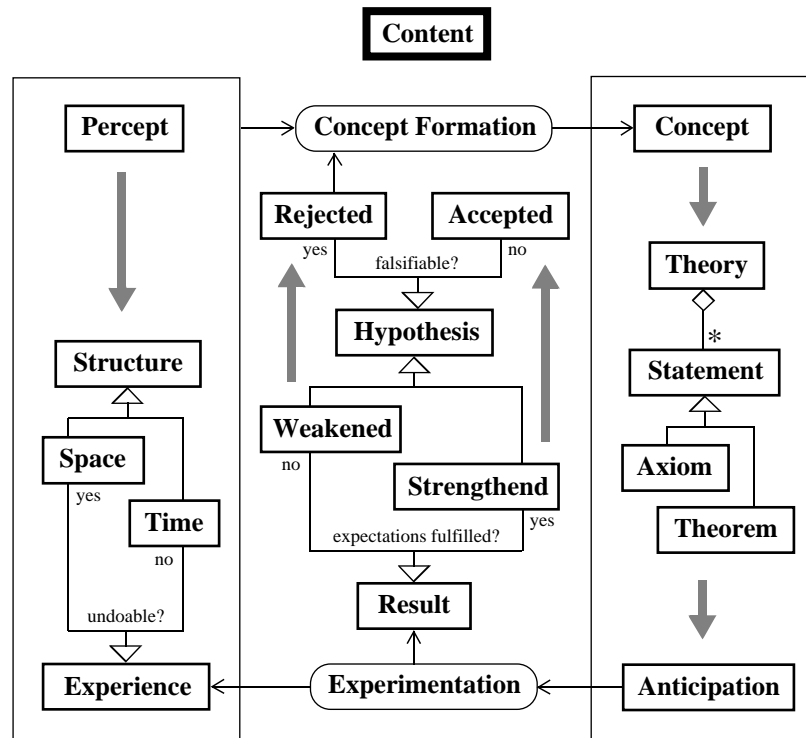 Content
Percept
Concept Formation
Concept
Rejected
Accepted
yes
falsifiable?
no
Theory
Hypothesis
*
Structure
Statement
Weakened
Space
no
Axiom
yes
Strengthend
Time
yes
Theorem
no
expectations fulfilled?
Result
undoable?
Experience
Experimentation
Anticipation